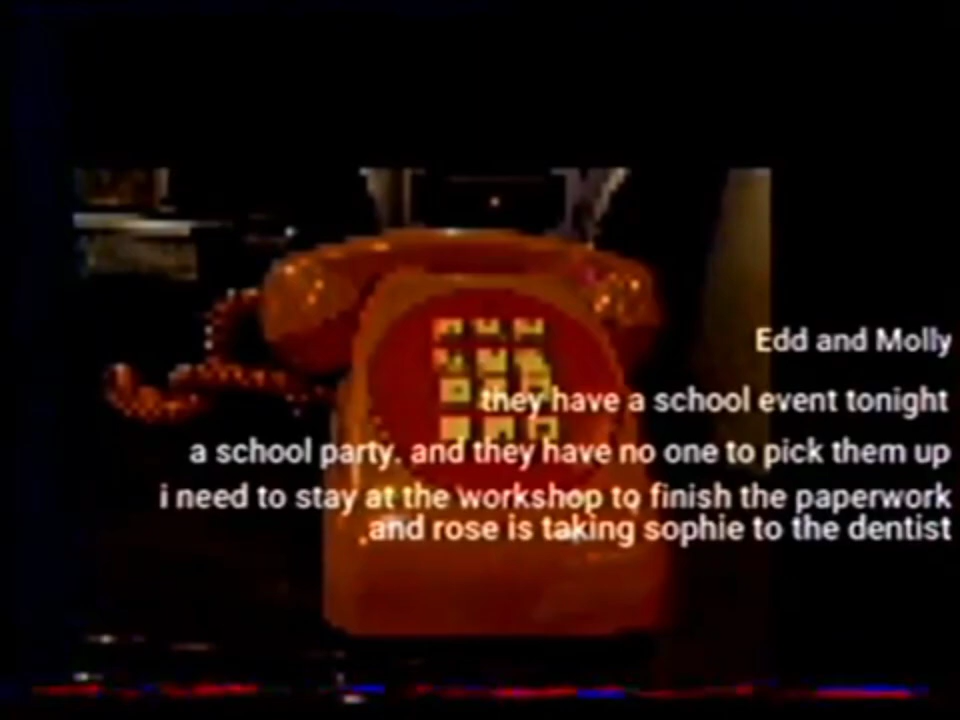 Edd and Molly
they have a school event tonight
a school party. and they have no one to pick them up
i need to stay at the workshop to finish the paperwork
and rose is taking sophie to the dentist